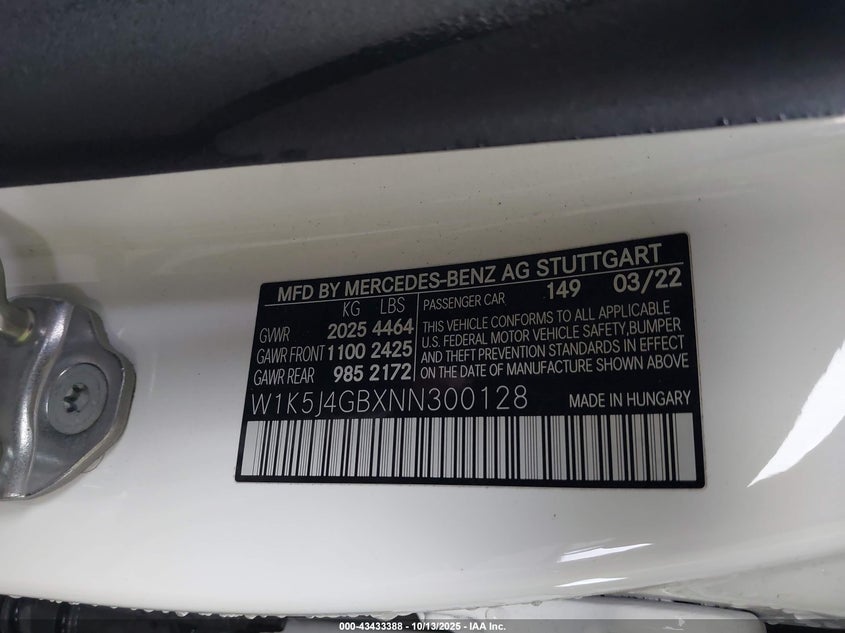 MFD BY MERCEDES-BENZ AG STUTTGART
KG LBS
GVWR 2025 4464
GAWR FRONT 1100 2425
GAWR REAR 985 2172
PASSENGER CAR 149 03/22
THIS VEHICLE CONFORMS TO ALL APPLICABLE
U.S. FEDERAL MOTOR VEHICLE SAFETY, BUMPER
AND THEFT PREVENTION STANDARDS IN EFFECT
ON THE DATE OF MANUFACTURE SHOWN ABOVE
W1K5J4GBXNN300128 MADE IN HUNGARY
000-43433388 - 10/13/2025 - IAA, Inc.